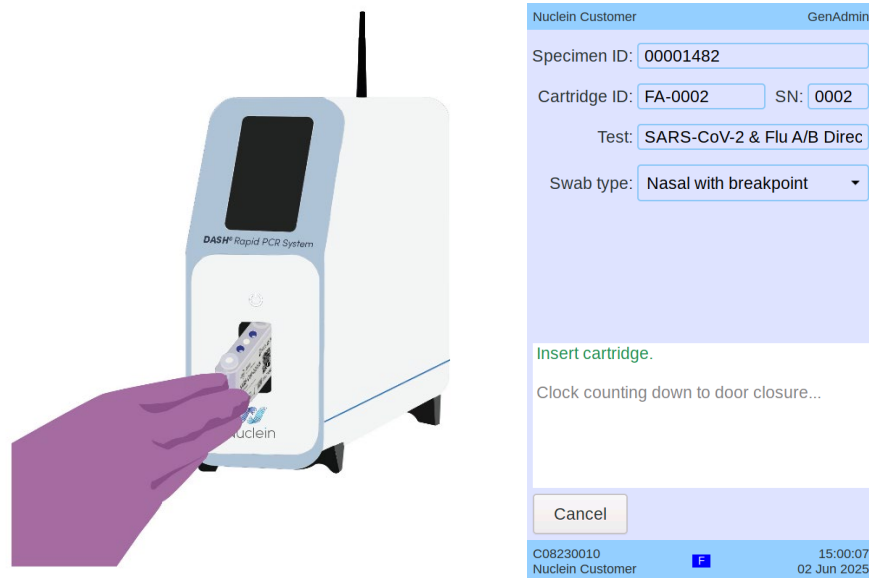 DASH® Rapid PCR System
Nuclein
Nuclein Customer GenAdmin
Specimen ID: 00001482
Cartridge ID: FA-0002 SN: 0002
Test: SARS-CoV-2 & Flu A/B Direc
Swab type: Nasal with breakpoint
Insert cartridge.
Clock counting down to door closure...
Cancel
C08230010 F 15:00:07
Nuclein Customer 02 Jun 2025